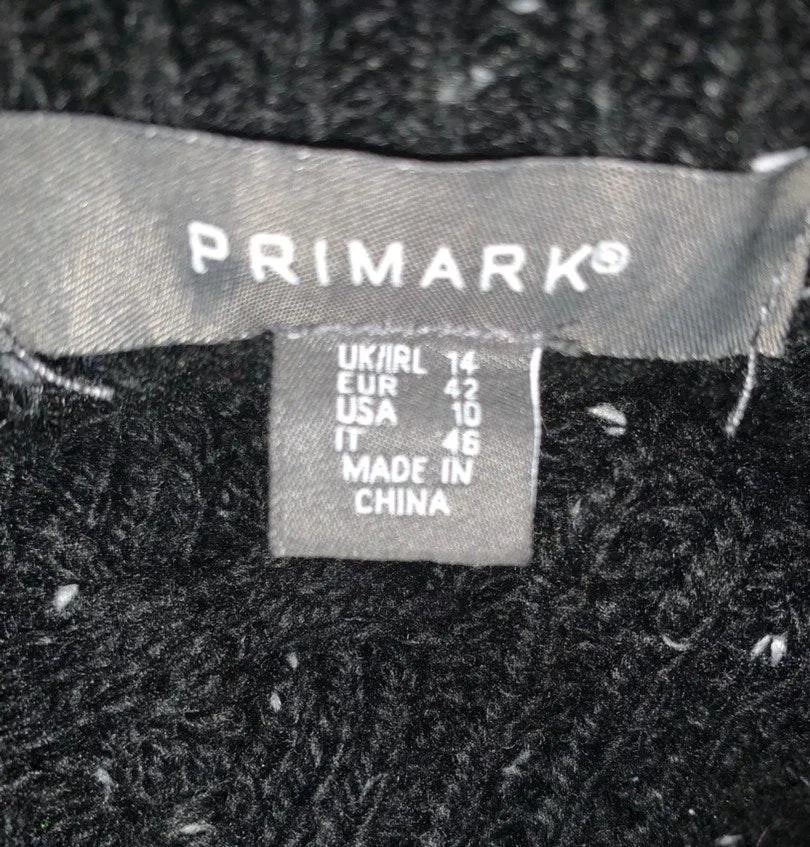 PRIMARK®
UK/IRL 14
EUR 42
USA 10
IT 46
MADE IN
CHINA